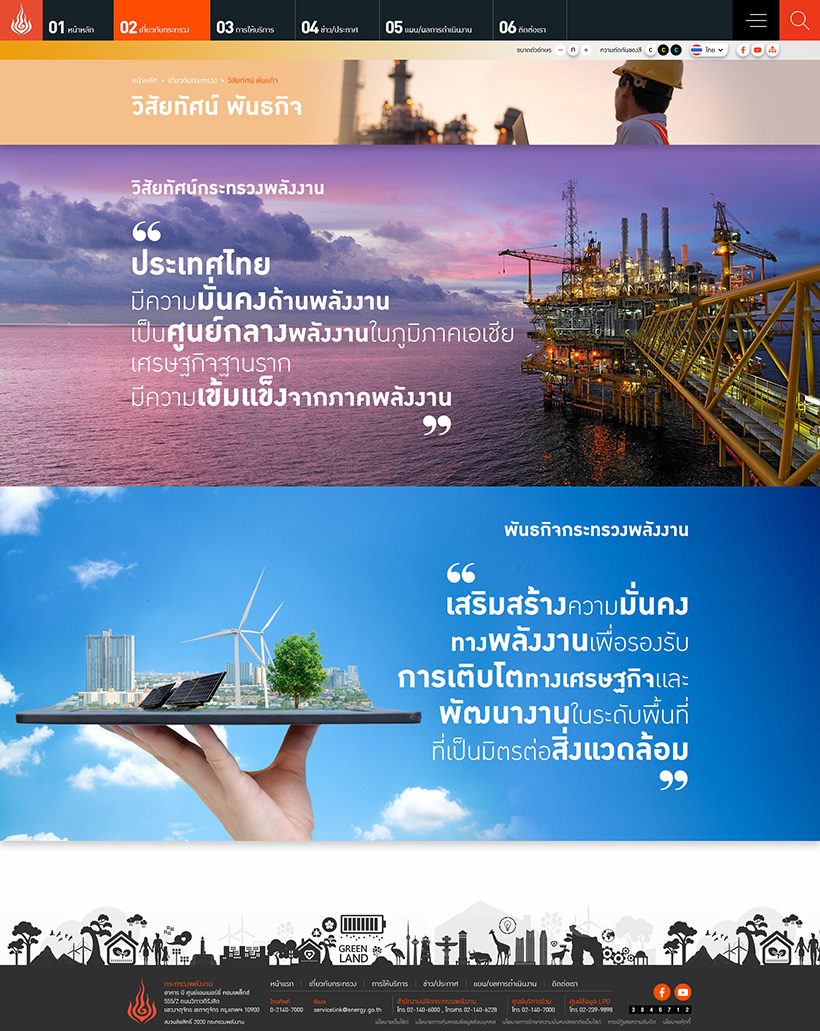 01 หน้าหลัก
02 เกี่ยวกับกระทรวง
03 การให้บริการ
04 ข่าว/ประกาศ
05 แผน/ผลการดำเนินงาน
06 ติดต่อเรา
ขนาดตัวอักษร − ก +
ความตัดกันของสี C C C
ไทย
หน้าหลัก › เกี่ยวกับกระทรวง › วิสัยทัศน์ พันธกิจ
วิสัยทัศน์ พันธกิจ
วิสัยทัศน์กระทรวงพลังงาน
“
ประเทศไทย
มีความมั่นคงด้านพลังงาน
เป็นศูนย์กลางพลังงานในภูมิภาคเอเชีย
เศรษฐกิจฐานราก
มีความเข้มแข็งจากภาคพลังงาน
”
พันธกิจกระทรวงพลังงาน
“
เสริมสร้างความมั่นคง
ทางพลังงานเพื่อรองรับ
การเติบโตทางเศรษฐกิจและ
พัฒนางานในระดับพื้นที่
ที่เป็นมิตรต่อสิ่งแวดล้อม
”
GREEN
LAND
กระทรวงพลังงาน
อาคาร บี ศูนย์เอนเนอร์ยี่ คอมเพล็กซ์
555/2 ถนนวิภาวดีรังสิต
แขวงจตุจักร เขตจตุจักร กรุงเทพฯ 10900
สงวนลิขสิทธิ์ 2020 กระทรวงพลังงาน
หน้าแรก | เกี่ยวกับกระทรวง | การให้บริการ | ข่าว/ประกาศ | แผน/ผลการดำเนินงาน | ติดต่อเรา
โทรศัพท์
0-2140-7000
อีเมล
servicelink@energy.go.th
สำนักงานปลัดกระทรวงพลังงาน
โทร 02-140-6000 , โทรสาร 02-140-6228
ศูนย์บริการร่วม
โทร 02-140-7000
ศูนย์ข้อมูล LPG
โทร 02-239-9898
3 8 4 5 7 1 2
นโยบายเว็บไซต์ นโยบายการคุ้มครองข้อมูลส่วนบุคคล นโยบายการรักษาความมั่นคงปลอดภัยเว็บไซต์ การปฏิเสธความรับผิด นโยบายคุกกี้